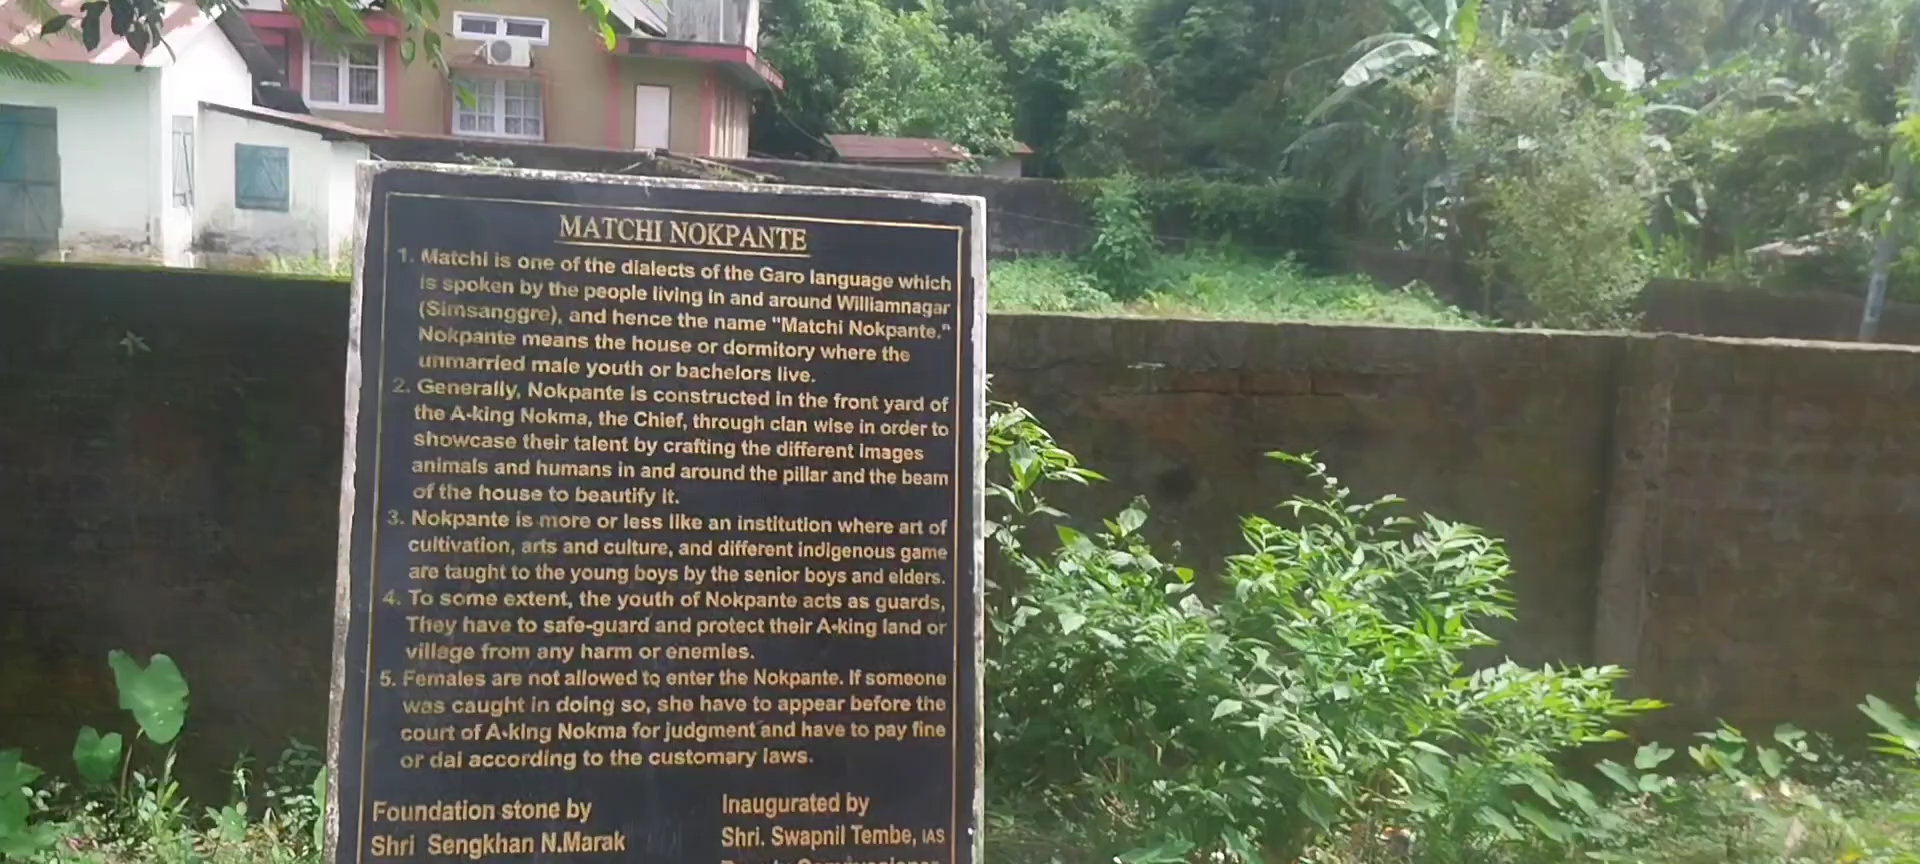 MATCHI NOKPANTE
1. Matchi is one of the dialects of the Garo language which
is spoken by the people living in and around Williamnagar
(Simsanggre), and hence the name "Matchi Nokpante."
Nokpante means the house or dormitory where the
unmarried male youth or bachelors live.
2. Generally, Nokpante is constructed in the front yard of
the A·king Nokma, the Chief, through clan wise in order to
showcase their talent by crafting the different images
animals and humans in and around the pillar and the beam
of the house to beautify it.
3. Nokpante is more or less like an institution where art of
cultivation, arts and culture, and different indigenous game
are taught to the young boys by the senior boys and elders.
4. To some extent, the youth of Nokpante acts as guards,
They have to safe-guard and protect their A·king land or
village from any harm or enemies.
5. Females are not allowed to enter the Nokpante. If someone
was caught in doing so, she have to appear before the
court of A·king Nokma for judgment and have to pay fine
or dai according to the customary laws.
Foundation stone by
Shri Sengkhan N.Marak
Inaugurated by
Shri. Swapnil Tembe, IAS